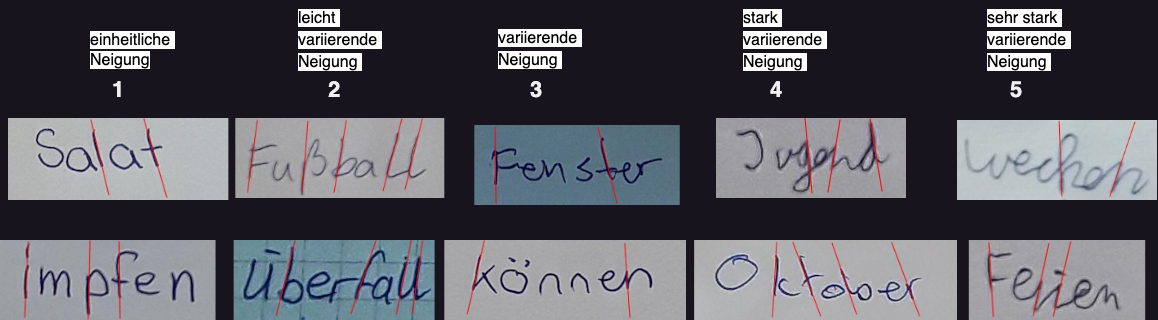 einheitliche
Neigung
1
leicht
variierende
Neigung
2
variierende
Neigung
3
stark
variierende
Neigung
4
sehr stark
variierende
Neigung
5
Salat
Fußball
Fenster
Jugend
wechen
impfen
überfall
können
Oktober
Ferien